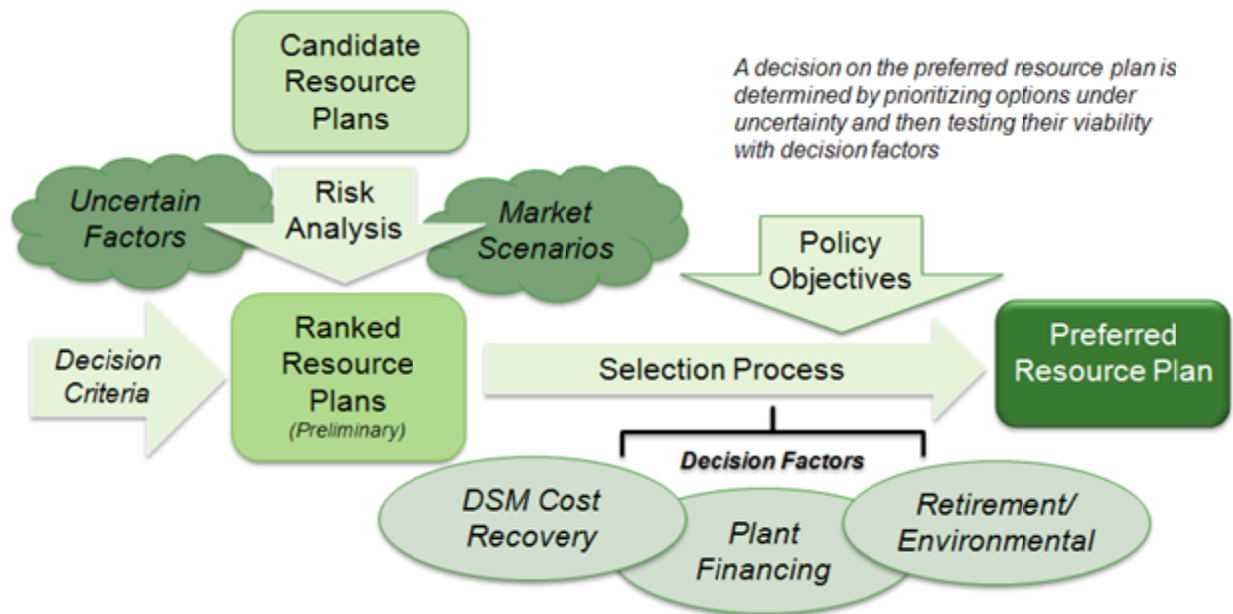 Candidate
Resource
Plans
A decision on the preferred resource plan is
determined by prioritizing options under
uncertainty and then testing their viability
with decision factors
Uncertain
Factors
Risk
Analysis
Market
Scenarios
Policy
Objectives
Decision
Criteria
Ranked
Resource
Plans
(Preliminary)
Selection Process
Preferred
Resource Plan
Decision Factors
DSM Cost
Recovery
Plant
Financing
Retirement/
Environmental